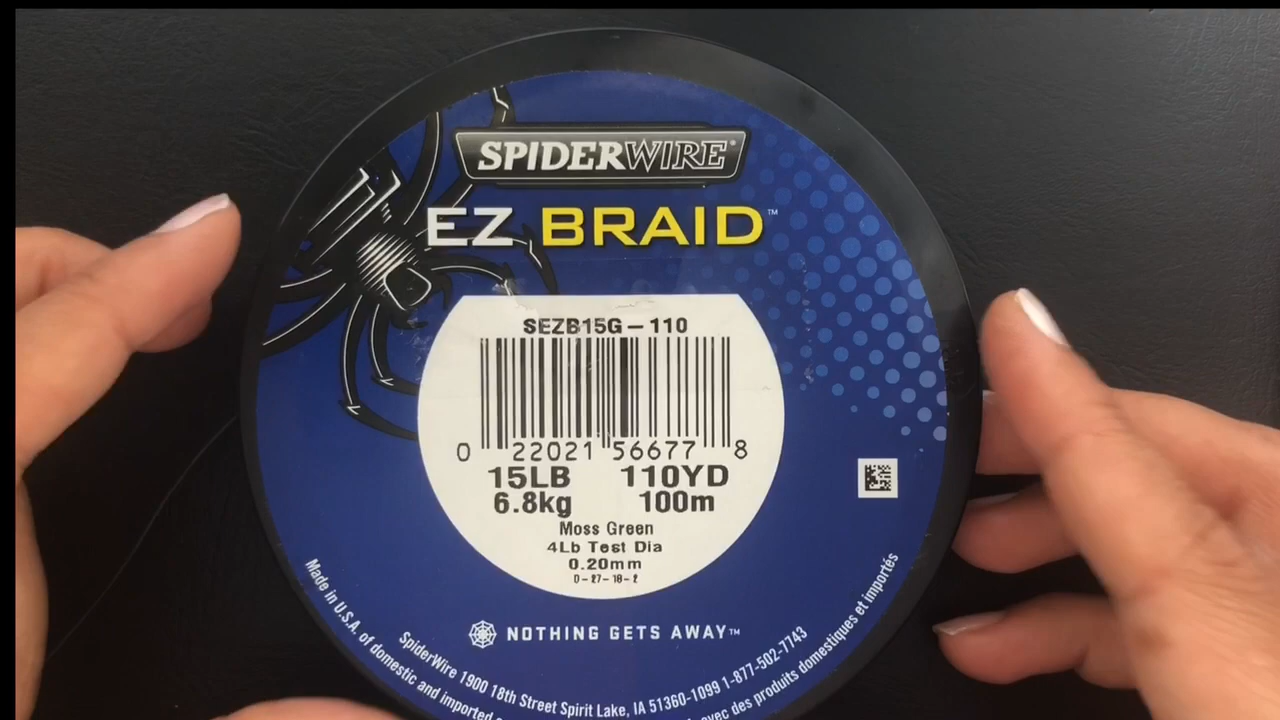 SPIDERWIRE®
EZ BRAID™
SEZB15G-110
0 22021 56677 8
15LB 110YD
6.8kg 100m
Moss Green
4Lb Test Dia
0.20mm
D-27-18-2
NOTHING GETS AWAY™
SpiderWire 1900 18th Street Spirit Lake, IA 51360-1099 1-877-502-7743
Made in U.S.A. of domestic and imported
avec des produits domestiques et importés